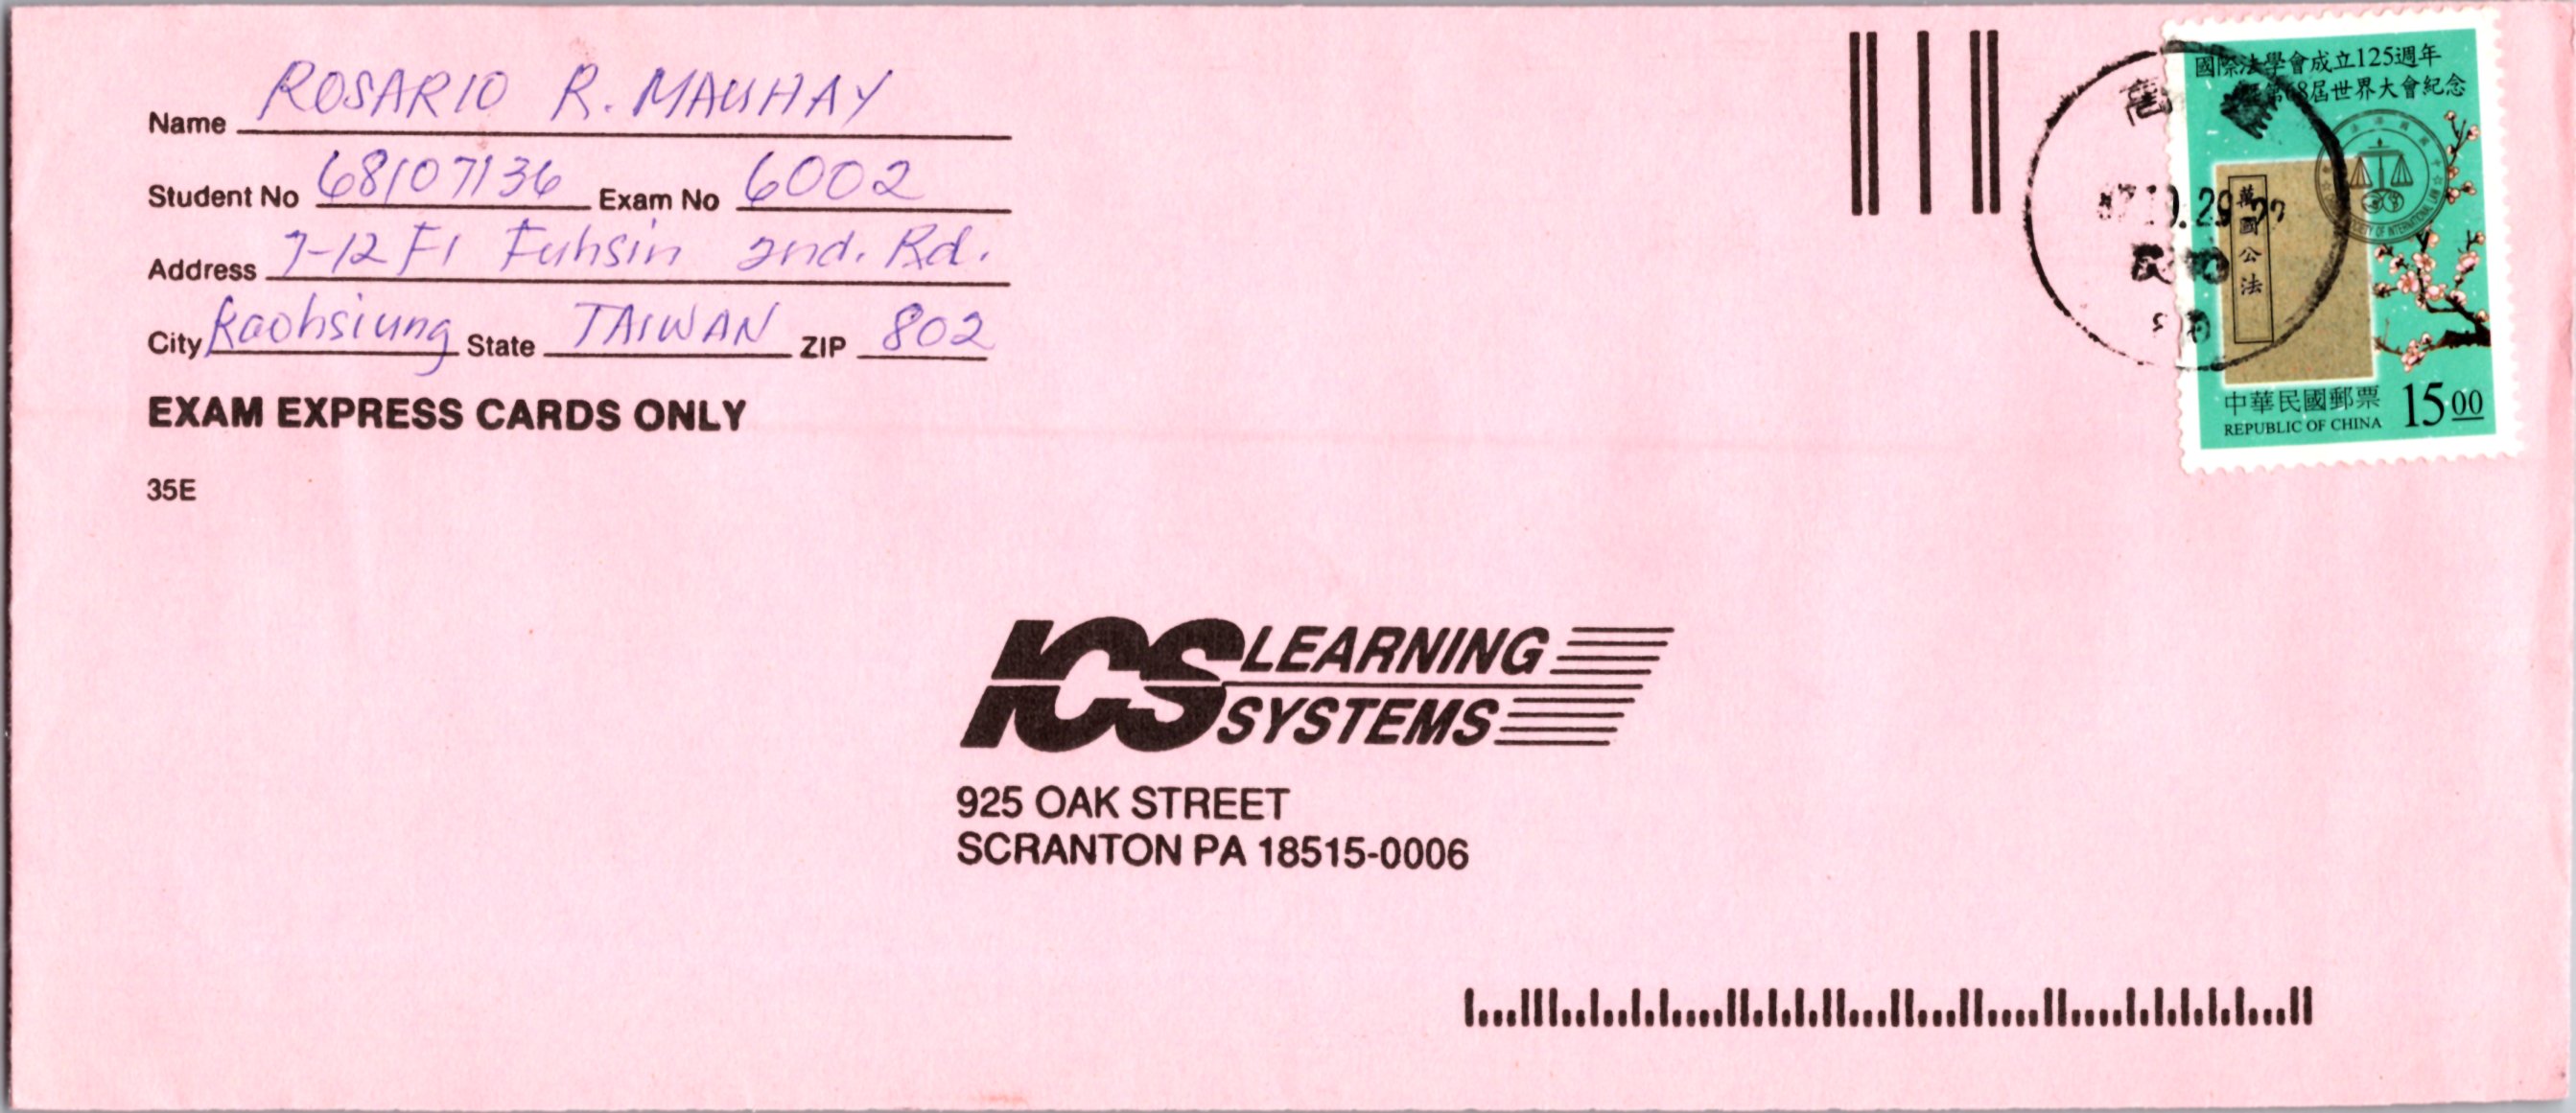 Name ROSARIO R. MAUHAY
Student No 68107136 Exam No 6002
Address 7-12 Fl Fuhsin 2nd. Rd.
City Kaohsiung State TAIWAN ZIP 802
EXAM EXPRESS CARDS ONLY
35E
國際法學會成立125週年
第68屆世界大會紀念
萬國公法
中華民國郵票
REPUBLIC OF CHINA 1500
ICS LEARNING
SYSTEMS
925 OAK STREET
SCRANTON PA 18515-0006